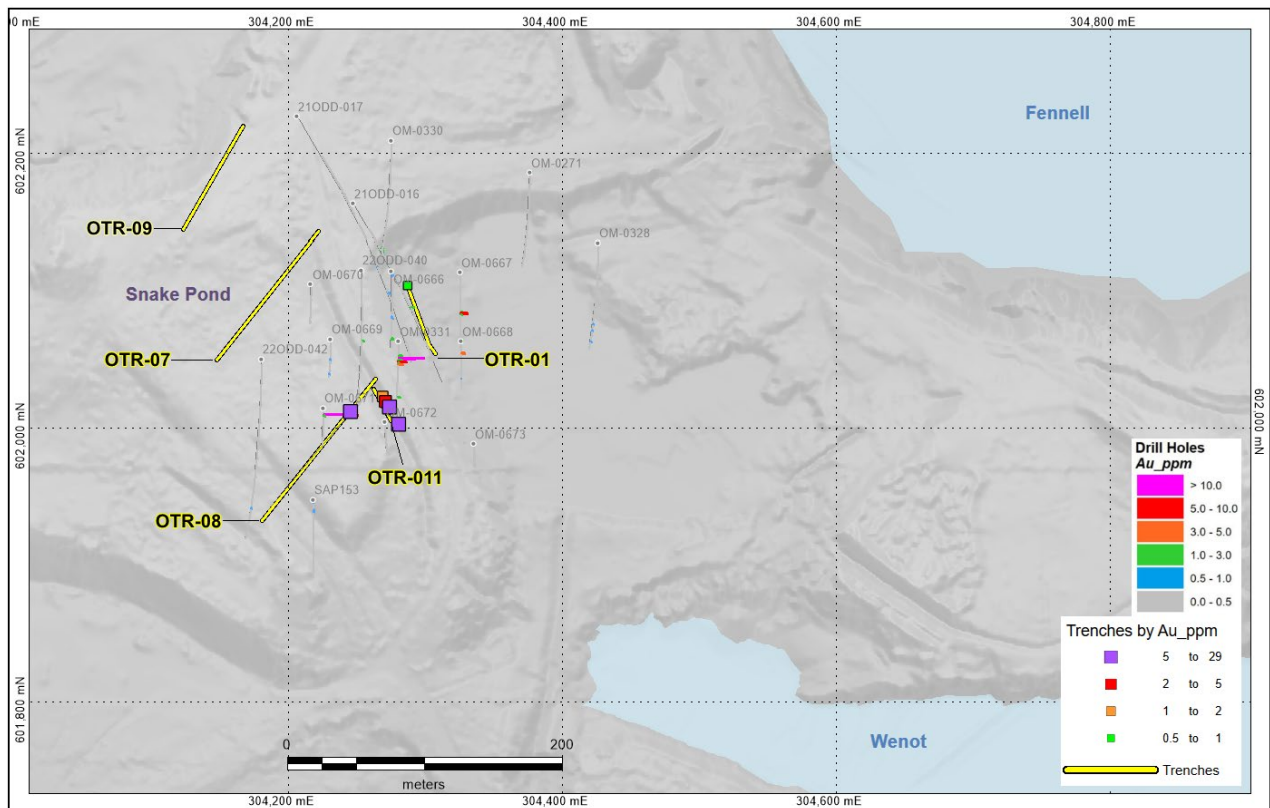 00 mE
304,200 mE
304,400 mE
304,600 mE
304,800 mE
21ODD-017
Fennell
OM-0330
602,200 mN
OM-0271
21ODD-016
OTR-09
OM-0328
22ODD-040
OM-0667
OM-0670
OM-0666
Snake Pond
OM-0669
OM-0331
OM-0668
OTR-07
22ODD-042
OTR-01
602,000 mN
602,000 mN
OM-0673
OTR-011
Drill Holes
Au_ppm
> 10.0
5.0 - 10.0
3.0 - 5.0
1.0 - 3.0
0.5 - 1.0
0.0 - 0.5
SAP153
OTR-08
Trenches by Au_ppm
5 to 29
2 to 5
1 to 2
0.5 to 1
Trenches
601,800 mN
Wenot
0
200
meters
304,200 mE
304,400 mE
304,600 mE
304,800 mE